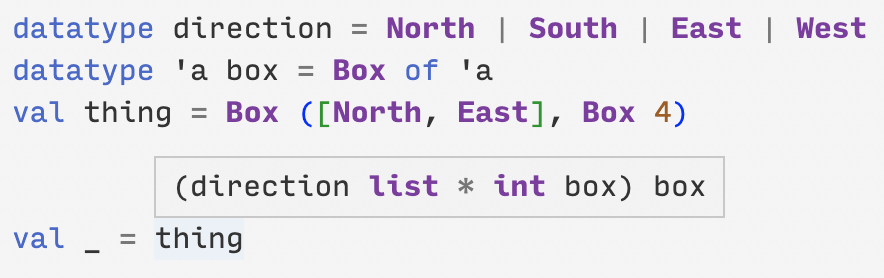 datatype direction = North | South | East | West
datatype 'a box = Box of 'a
val thing = Box ([North, East], Box 4)
(direction list * int box) box
val _ = thing